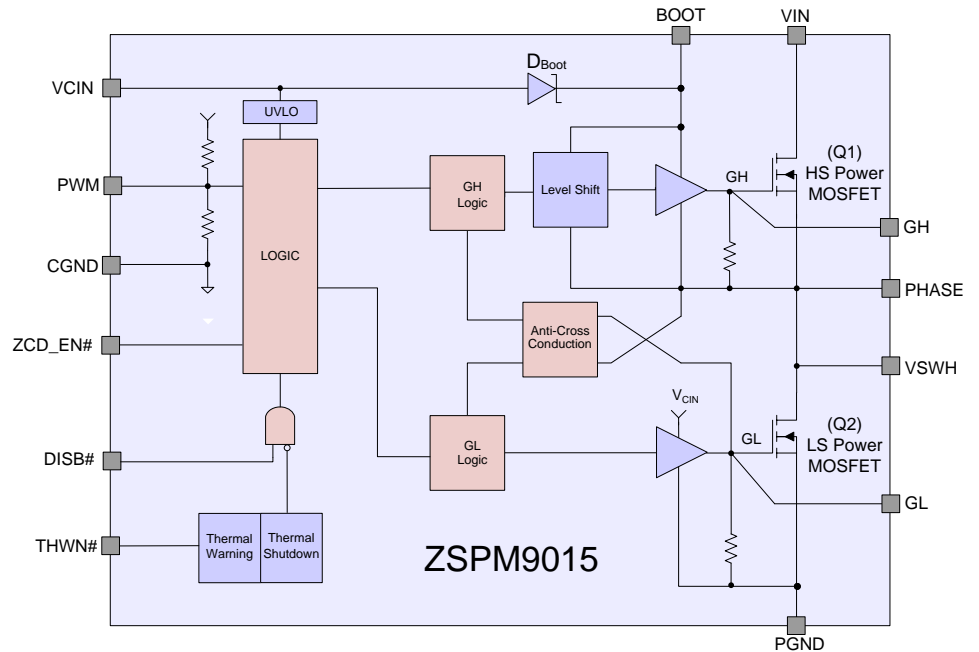 BOOT
VIN
VCIN
DBoot
UVLO
PWM
GH
Logic
Level Shift
GH
(Q1)
HS Power
MOSFET
GH
CGND
LOGIC
PHASE
ZCD_EN#
Anti-Cross
Conduction
VSWH
VCIN
GL
Logic
GL
(Q2)
LS Power
MOSFET
DISB#
GL
THWN#
Thermal
Warning
Thermal
Shutdown
ZSPM9015
PGND